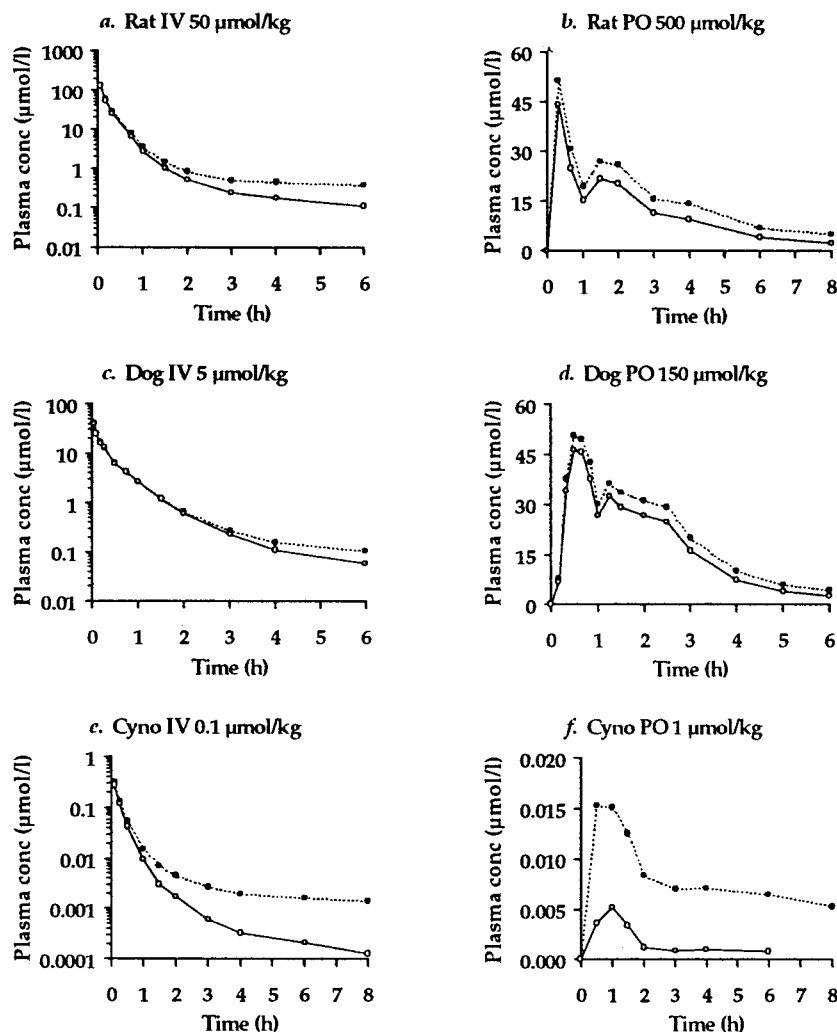 a. Rat IV 50 µmol/kg
Plasma conc (µmol/l)
1000
100
10
1
0.1
0.01
0 1 2 3 4 5 6
Time (h)
b. Rat PO 500 µmol/kg
Plasma conc (µmol/l)
60
45
30
15
0
0 1 2 3 4 5 6 7 8
Time (h)
c. Dog IV 5 µmol/kg
Plasma conc (µmol/l)
100
10
1
0.1
0.01
0 1 2 3 4 5 6
Time (h)
d. Dog PO 150 µmol/kg
Plasma conc (µmol/l)
60
45
30
15
0
0 1 2 3 4 5 6
Time (h)
e. Cyno IV 0.1 µmol/kg
Plasma conc (µmol/l)
1
0.1
0.01
0.001
0.0001
0 1 2 3 4 5 6 7 8
Time (h)
f. Cyno PO 1 µmol/kg
Plasma conc (µmol/l)
0.020
0.015
0.010
0.005
0.000
0 1 2 3 4 5 6 7 8
Time (h)